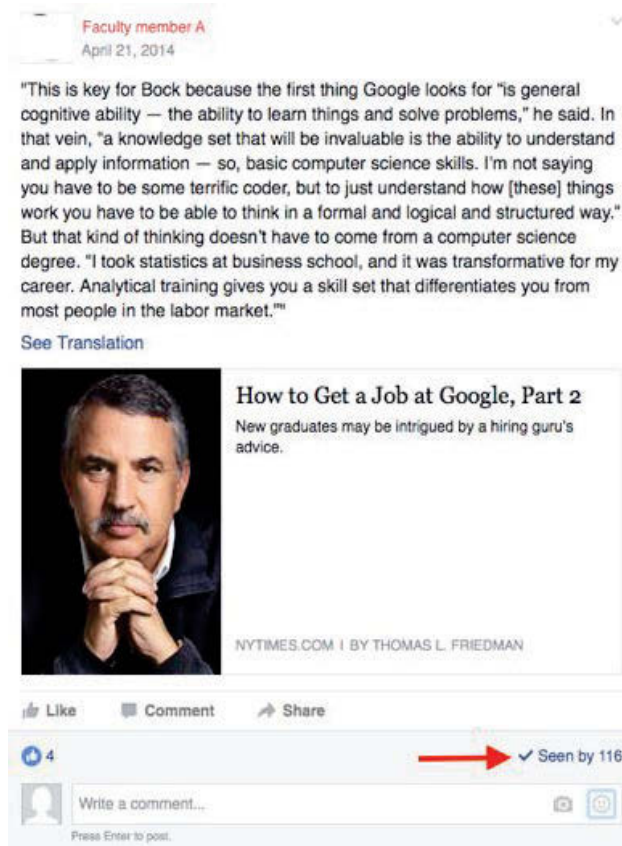 Faculty member A
April 21, 2014
"This is key for Bock because the first thing Google looks for "is general
cognitive ability — the ability to learn things and solve problems," he said. In
that vein, "a knowledge set that will be invaluable is the ability to understand
and apply information — so, basic computer science skills. I'm not saying
you have to be some terrific coder, but to just understand how [these] things
work you have to be able to think in a formal and logical and structured way."
But that kind of thinking doesn't have to come from a computer science
degree. "I took statistics at business school, and it was transformative for my
career. Analytical training gives you a skill set that differentiates you from
most people in the labor market.""
See Translation
How to Get a Job at Google, Part 2
New graduates may be intrigued by a hiring guru's
advice.
NYTIMES.COM | BY THOMAS L. FRIEDMAN
Like Comment Share
4 Seen by 116
Write a comment...
Press Enter to post.